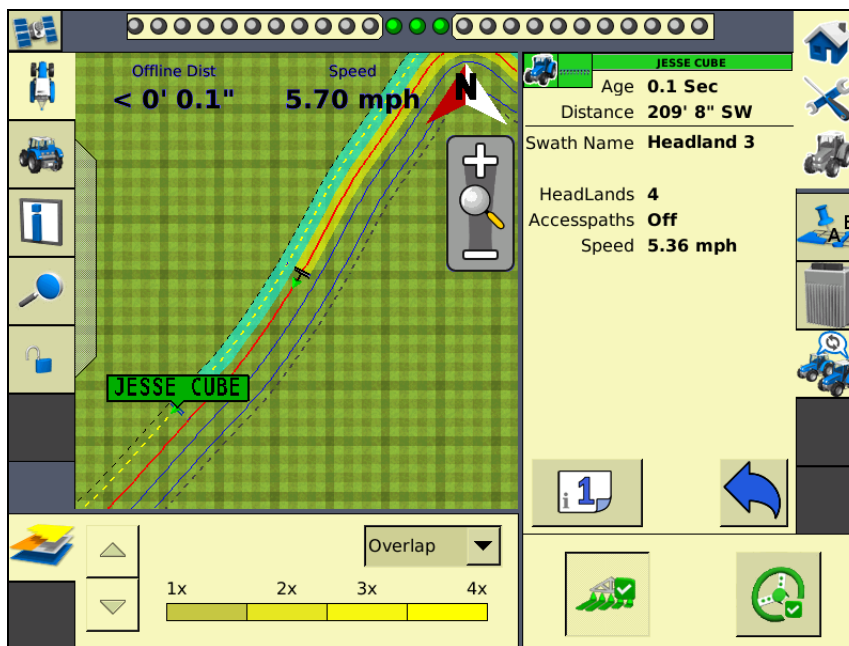 Offline Dist
< 0' 0.1"
Speed
5.70 mph
N
JESSE CUBE
JESSE CUBE
Age 0.1 Sec
Distance 209' 8" SW
Swath Name Headland 3
HeadLands 4
Accesspaths Off
Speed 5.36 mph
A
i 1
Overlap
1x 2x 3x 4x